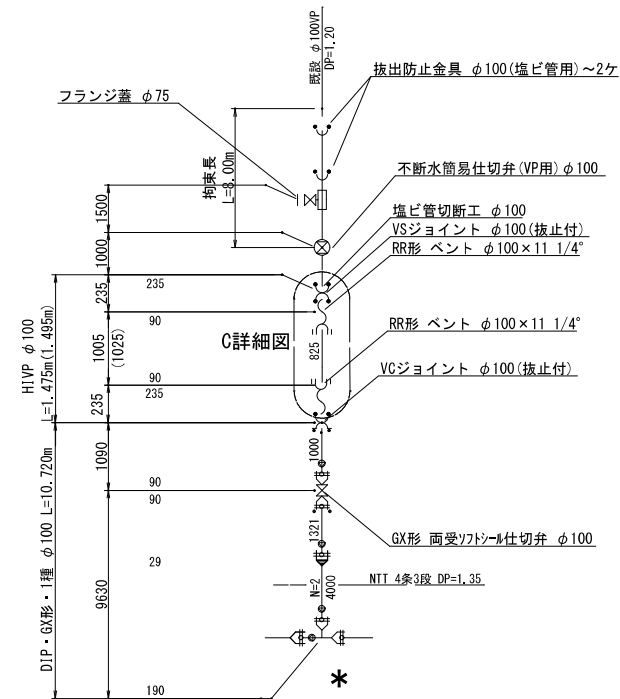 既設 φ100VP
DP=1.20
抜出防止金具 φ100(塩ビ管用)~2ケ
フランジ蓋 φ75
拘束長
L=8.00m
不断水簡易仕切弁(VP用)φ100
1500
塩ビ管切断工 φ100
VSジョイント φ100(抜止付)
RR形 ベント φ100×11 1/4°
1000
235
235
90
C詳細図
RR形 ベント φ100×11 1/4°
825
1005
(1025)
HIVP φ100
L=1.475m(1.495m)
90
235
VCジョイント φ100(抜止付)
235
1000
1090
90
90
GX形 両受ソフトシール仕切弁 φ100
1321
29
NTT 4条3段 DP=1.35
N=2
4000
9630
DIP・GX形・1種 φ100 L=10.720m
190
*